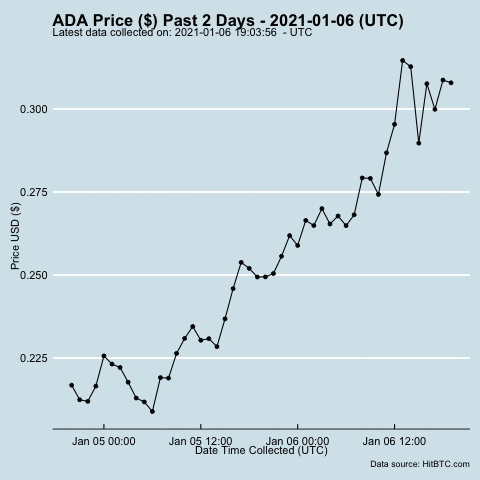 ADA Price ($) Past 2 Days - 2021-01-06 (UTC)
Latest data collected on: 2021-01-06 19:03:56 - UTC
Price USD ($)
0.300
0.275
0.250
0.225
Jan 05 00:00 Jan 05 12:00 Jan 06 00:00 Jan 06 12:00
Date Time Collected (UTC)
Data source: HitBTC.com